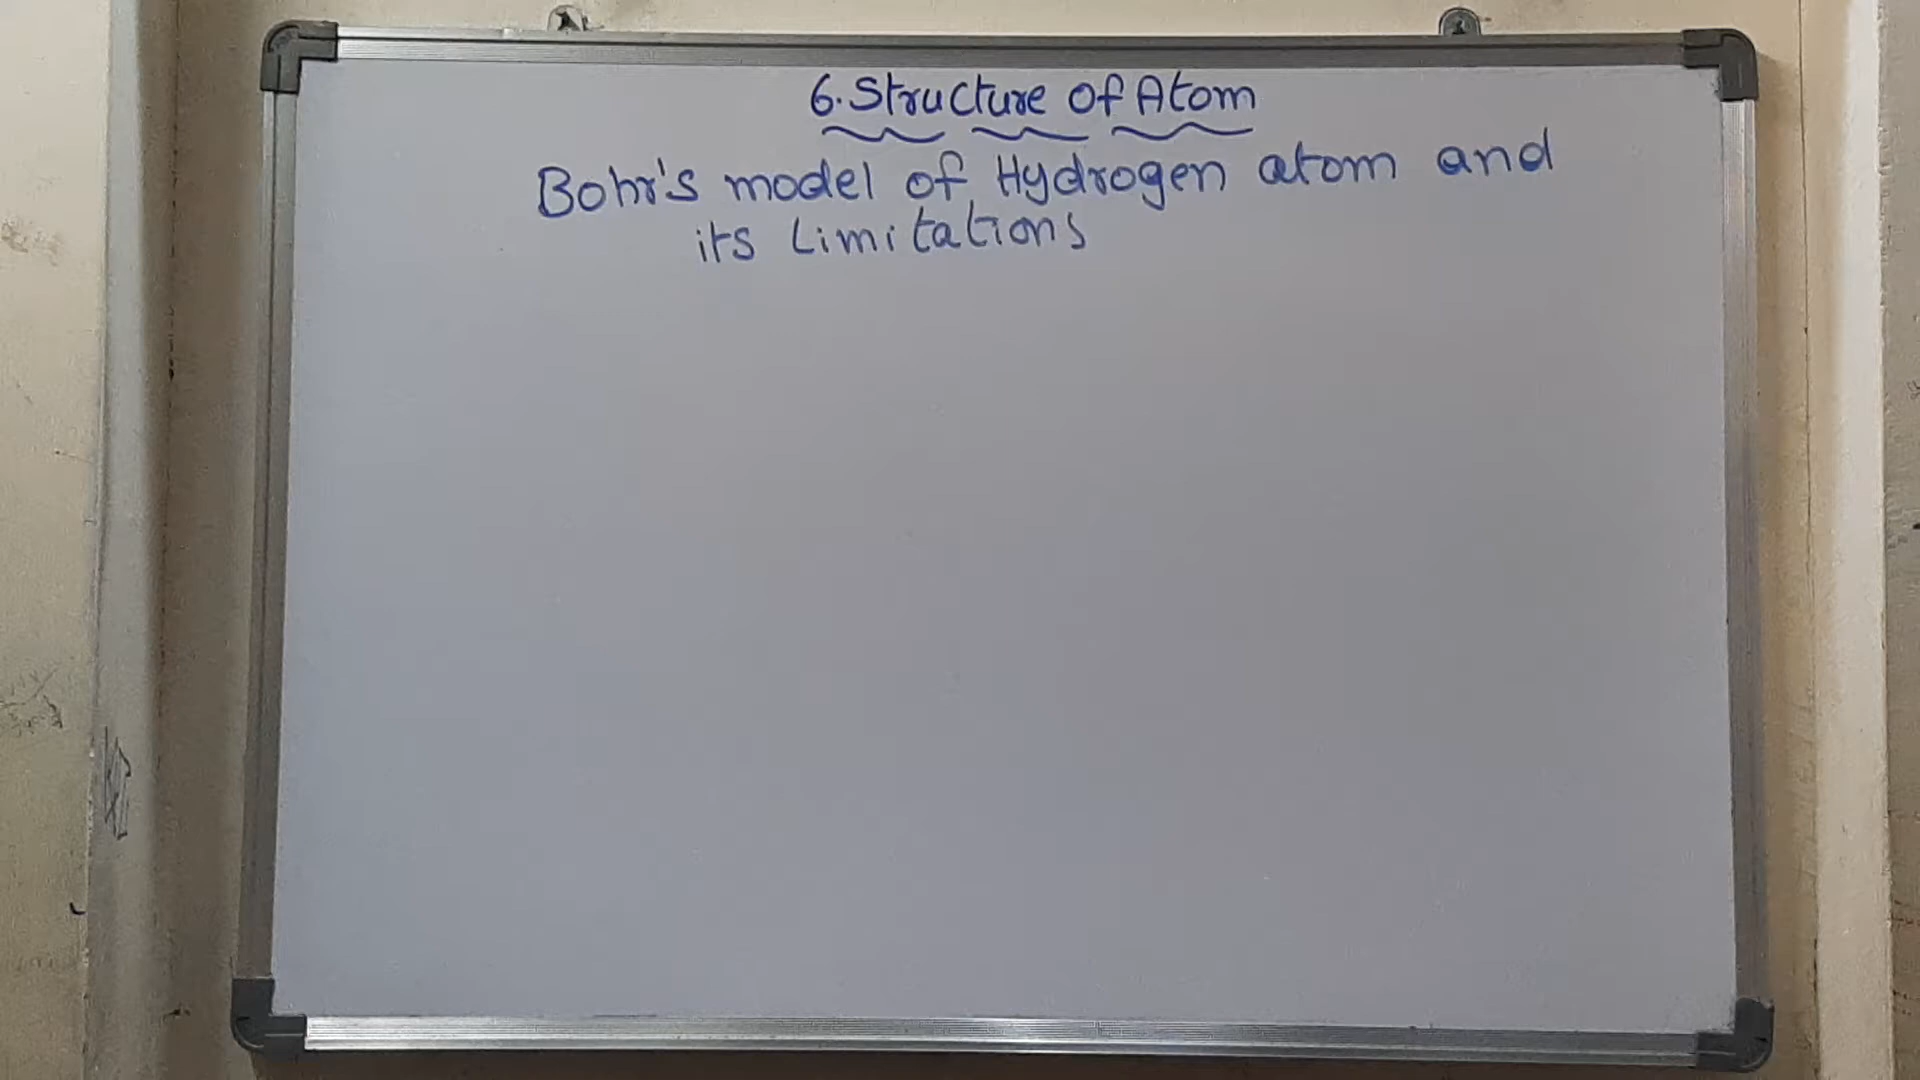 6. Structure of Atom
Bohr's model of Hydrogen atom and
its Limitations